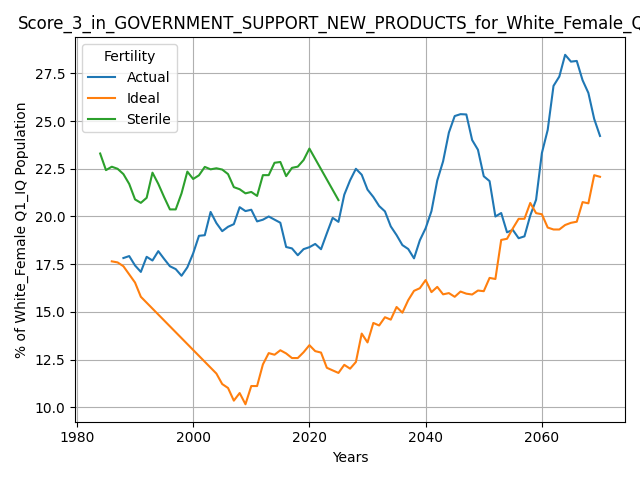 Score_3_in_GOVERNMENT_SUPPORT_NEW_PRODUCTS_for_White_Female_Q
Fertility
Actual
Ideal
Sterile
% of White_Female Q1_IQ Population
27.5
25.0
22.5
20.0
17.5
15.0
12.5
10.0
1980 2000 2020 2040 2060
Years